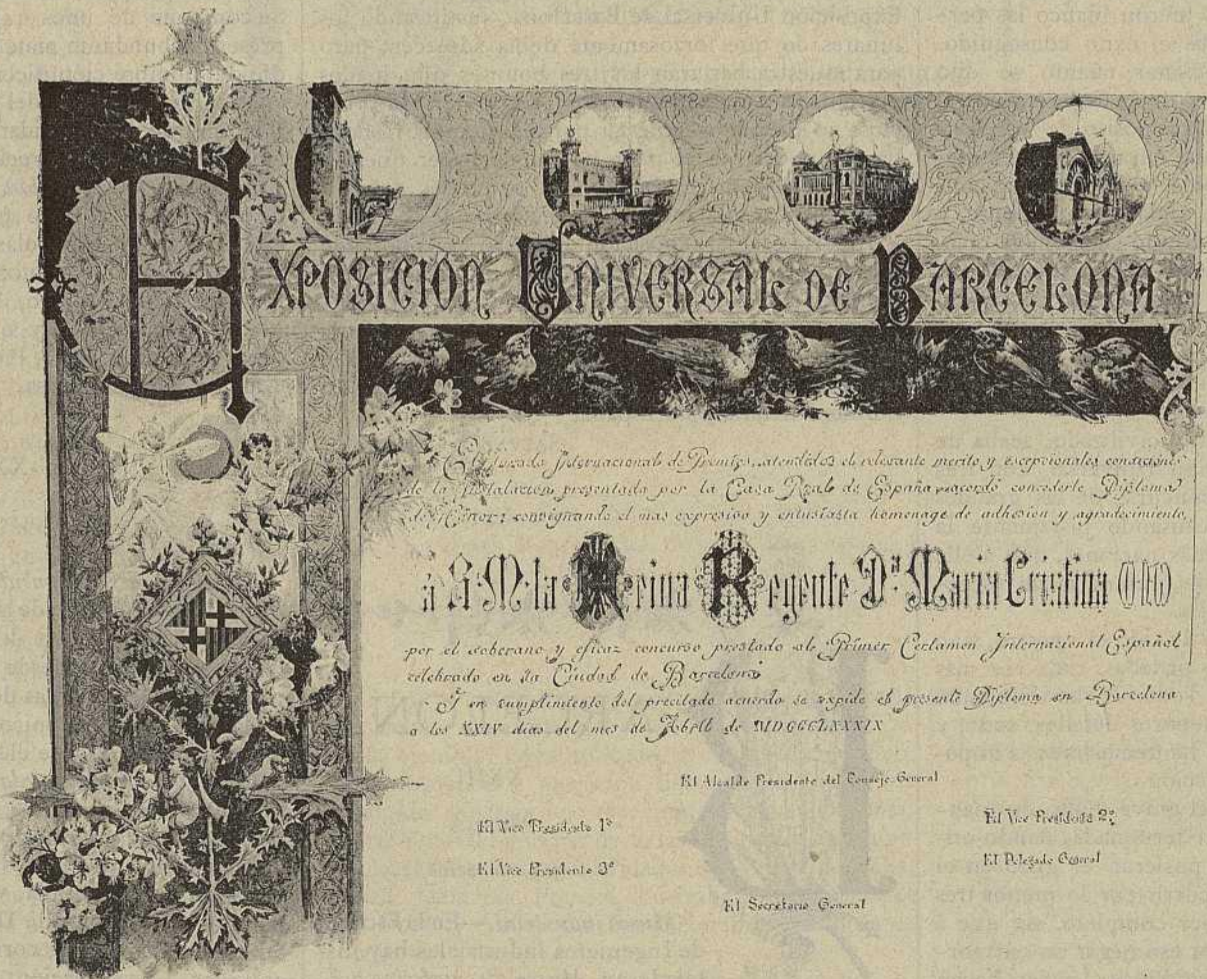 EXPOSICION UNIVERSAL DE BARCELONA
El Jurado Internacional de Premios, atendidos el relevante merito y escepcionales condiciones
de la Instalación presentada por la Casa Real de España acordó concederle Diploma
de Honor: consignando el mas expresivo y entusiasta homenage de adhesion y agradecimiento,
á S·M·la Reina Regente Dª Maria Cristina
por el soberano y eficaz concurso prestado al Primer Certamen Internacional Español
celebrado en la Ciudad de Barcelona
Y en cumplimiento del precitado acuerdo se expide el presente Diploma en Barcelona
a los XXIV dias del mes de Abril de MDCCCLXXXIX
El Alcalde Presidente del Consejo General
El Vice Presidente 1º
El Vice Presidente 2º
El Vice Presidente 3º
El Delegado General
El Secretario General